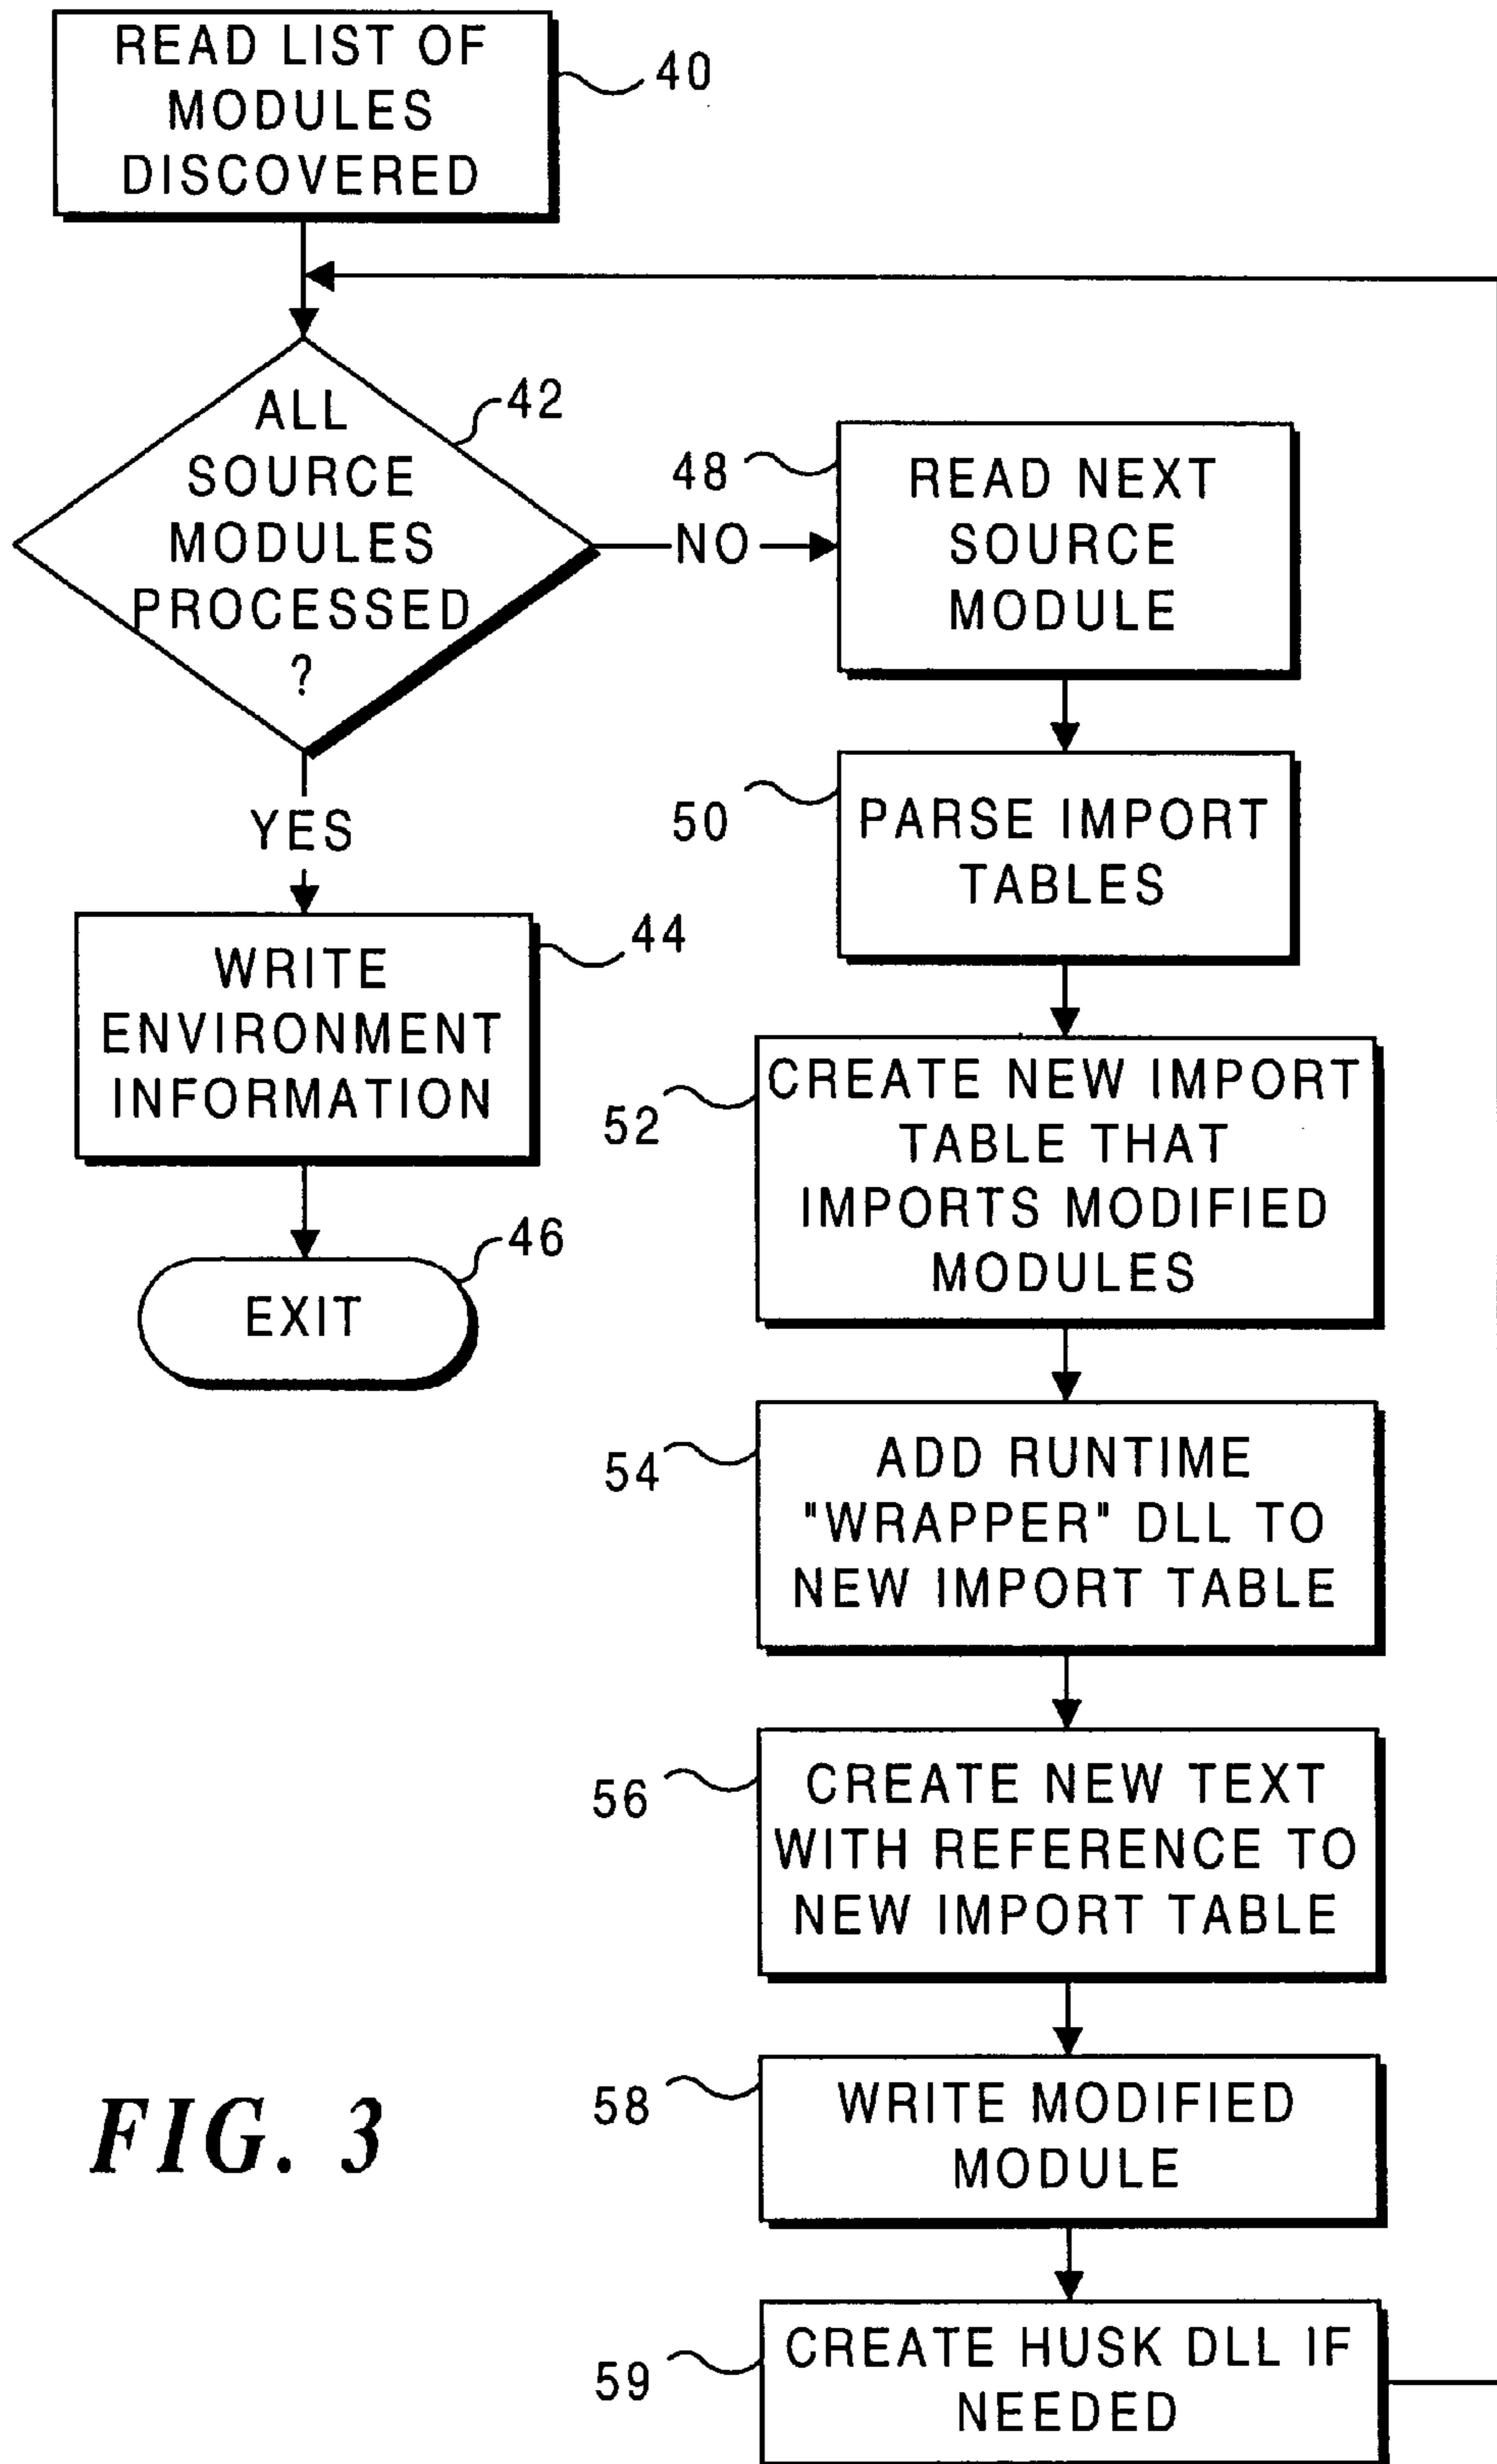 READ LIST OF
MODULES
DISCOVERED
40
ALL
SOURCE
MODULES
PROCESSED
?
42
NO
YES
WRITE
ENVIRONMENT
INFORMATION
44
EXIT
46
48
READ NEXT
SOURCE
MODULE
50
PARSE IMPORT
TABLES
52
CREATE NEW IMPORT
TABLE THAT
IMPORTS MODIFIED
MODULES
54
ADD RUNTIME
"WRAPPER" DLL TO
NEW IMPORT TABLE
56
CREATE NEW TEXT
WITH REFERENCE TO
NEW IMPORT TABLE
58
WRITE MODIFIED
MODULE
59
CREATE HUSK DLL IF
NEEDED
FIG. 3